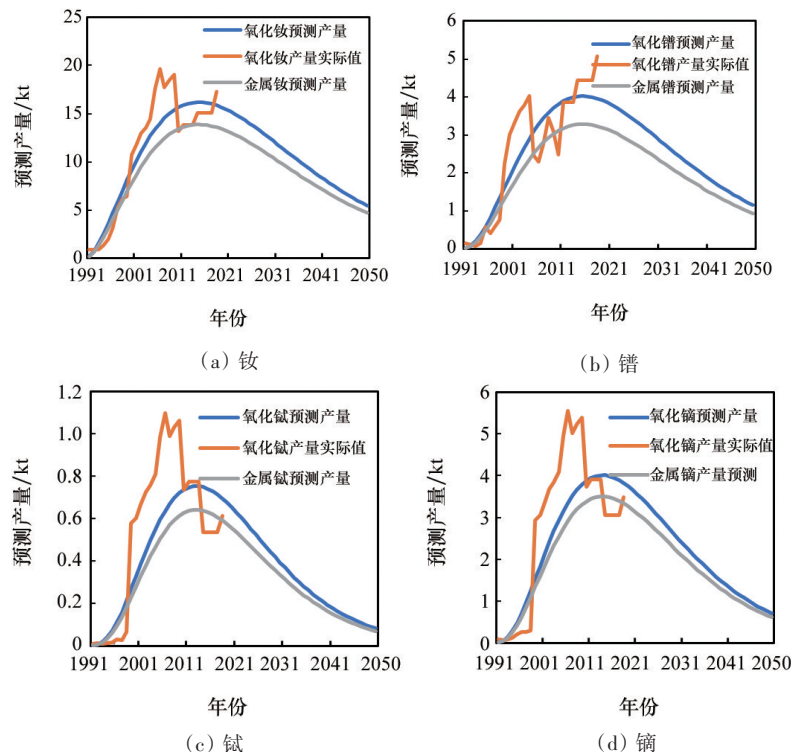 25
20
15
10
5
0
预测产量/kt
氧化钕预测产量
氧化钕产量实际值
金属钕预测产量
1991 2001 2011 2021 2031 2041 2050
年份
(a) 钕
6
5
4
3
2
1
0
预测产量/kt
氧化镨预测产量
氧化镨产量实际值
金属镨预测产量
1991 2001 2011 2021 2031 2041 2050
年份
(b) 镨
1.2
1.0
0.8
0.6
0.4
0.2
0
预测产量/kt
氧化铽预测产量
氧化铽产量实际值
金属铽预测产量
1991 2001 2011 2021 2031 2041 2050
年份
(c) 铽
6
5
4
3
2
1
0
预测产量/kt
氧化镝预测产量
氧化镝产量实际值
金属镝产量预测
1991 2001 2011 2021 2031 2041 2050
年份
(d) 镝